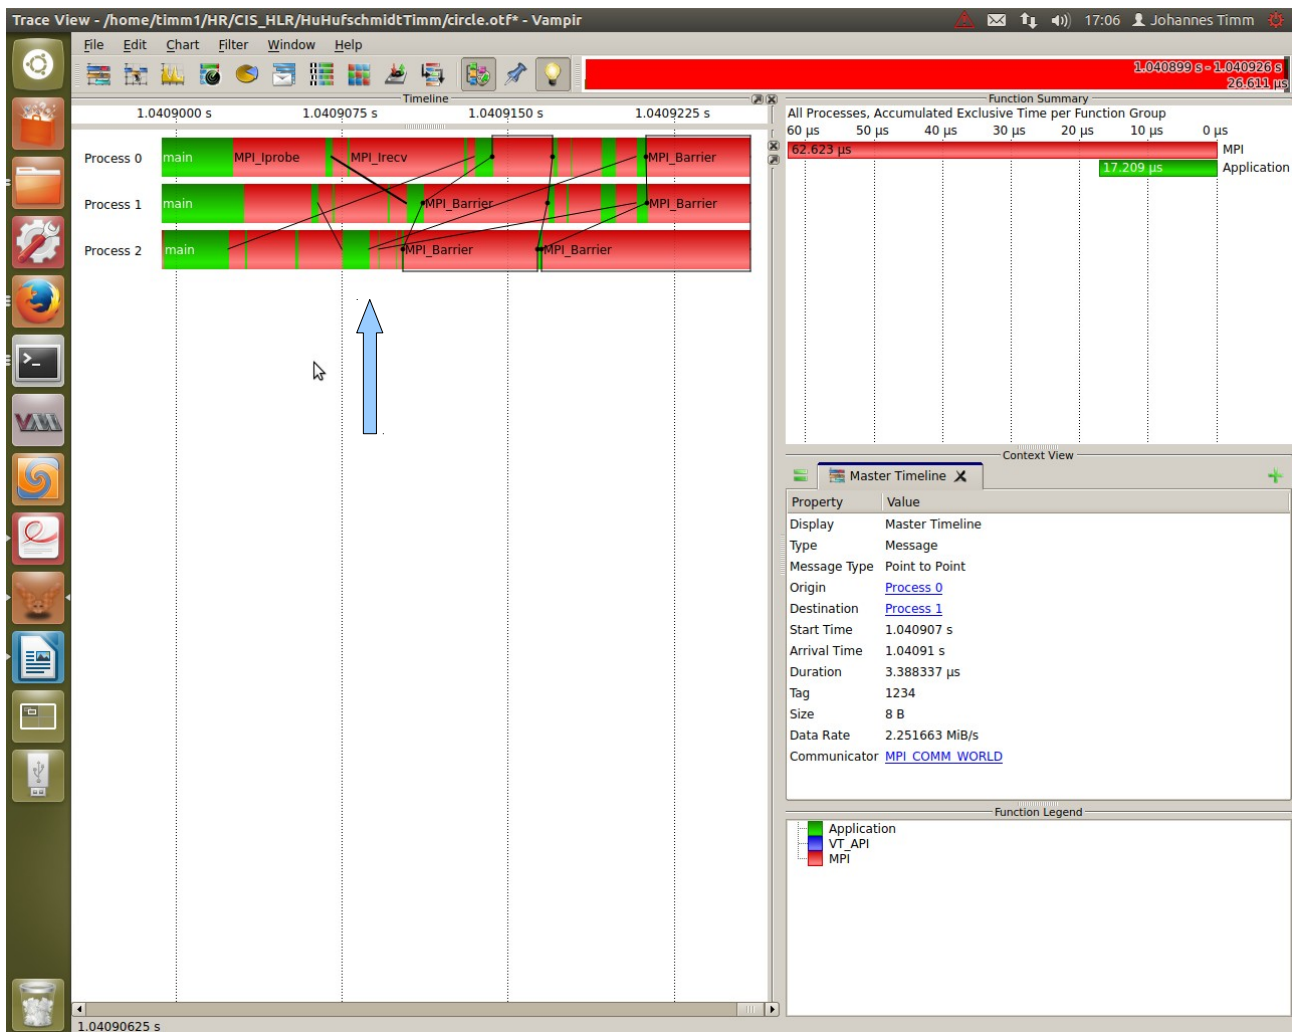 Trace View - /home/timm1/HR/CIS_HLR/HuHufschmidtTimm/circle.otf* - Vampir 17:06 Johannes Timm
File Edit Chart Filter Window Help
1.040899 s - 1.040926 s
26.611 µs
Timeline
1.0409000 s 1.0409075 s 1.0409150 s 1.0409225 s
Process 0 main MPI_Iprobe MPI_Irecv MPI_Barrier
Process 1 main MPI_Barrier MPI_Barrier
Process 2 main MPI_Barrier MPI_Barrier
1.04090625 s
Function Summary
All Processes, Accumulated Exclusive Time per Function Group
60 µs 50 µs 40 µs 30 µs 20 µs 10 µs 0 µs
62.623 µs MPI
17.209 µs Application
Context View
Master Timeline
Property Value
Display Master Timeline
Type Message
Message Type Point to Point
Origin Process 0
Destination Process 1
Start Time 1.040907 s
Arrival Time 1.04091 s
Duration 3.388337 µs
Tag 1234
Size 8 B
Data Rate 2.251663 MiB/s
Communicator MPI_COMM_WORLD
Function Legend
Application
VT_API
MPI